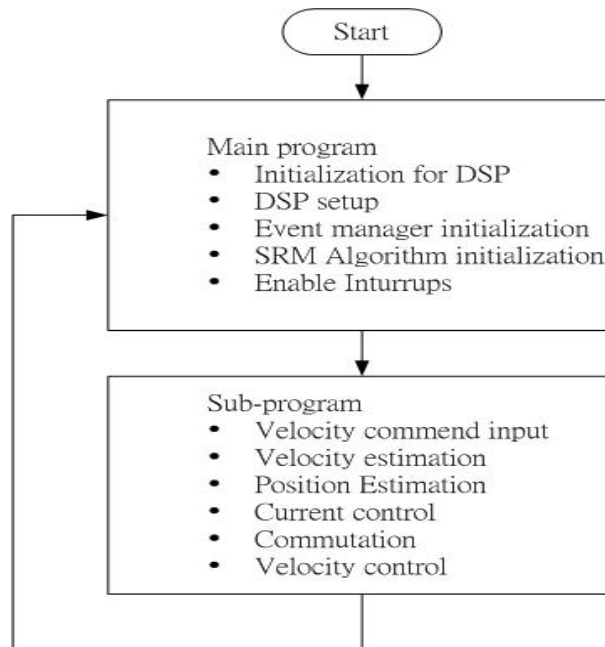 Start
Main program
• Initialization for DSP
• DSP setup
• Event manager initialization
• SRM Algorithm initialization
• Enable Inturrups
Sub-program
• Velocity commend input
• Velocity estimation
• Position Estimation
• Current control
• Commutation
• Velocity control